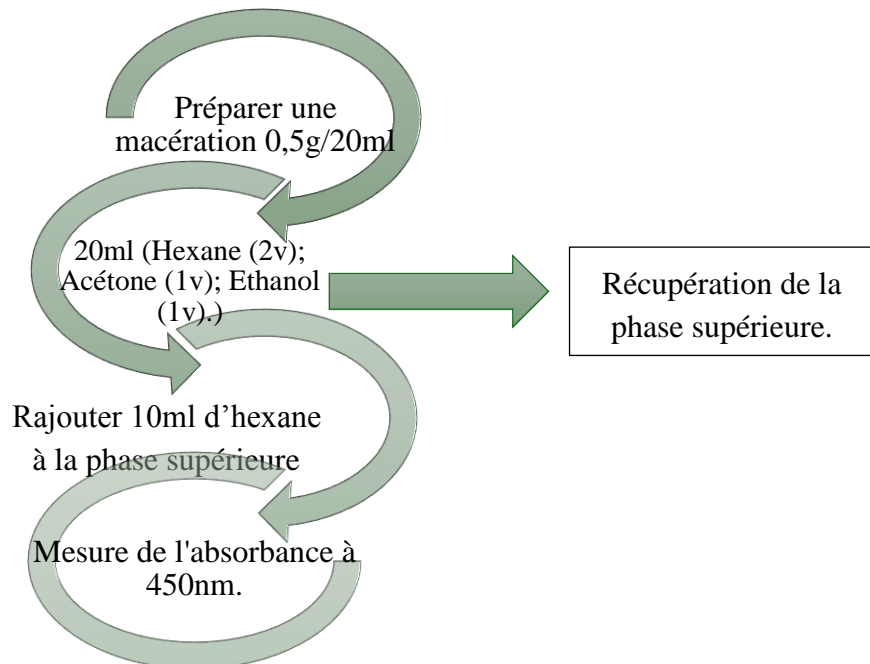 Préparer une
macération 0,5g/20ml
20ml (Hexane (2v);
Acétone (1v); Ethanol
(1v).)
Récupération de la
phase supérieure.
Rajouter 10ml d’hexane
à la phase supérieure
Mesure de l'absorbance à
450nm.